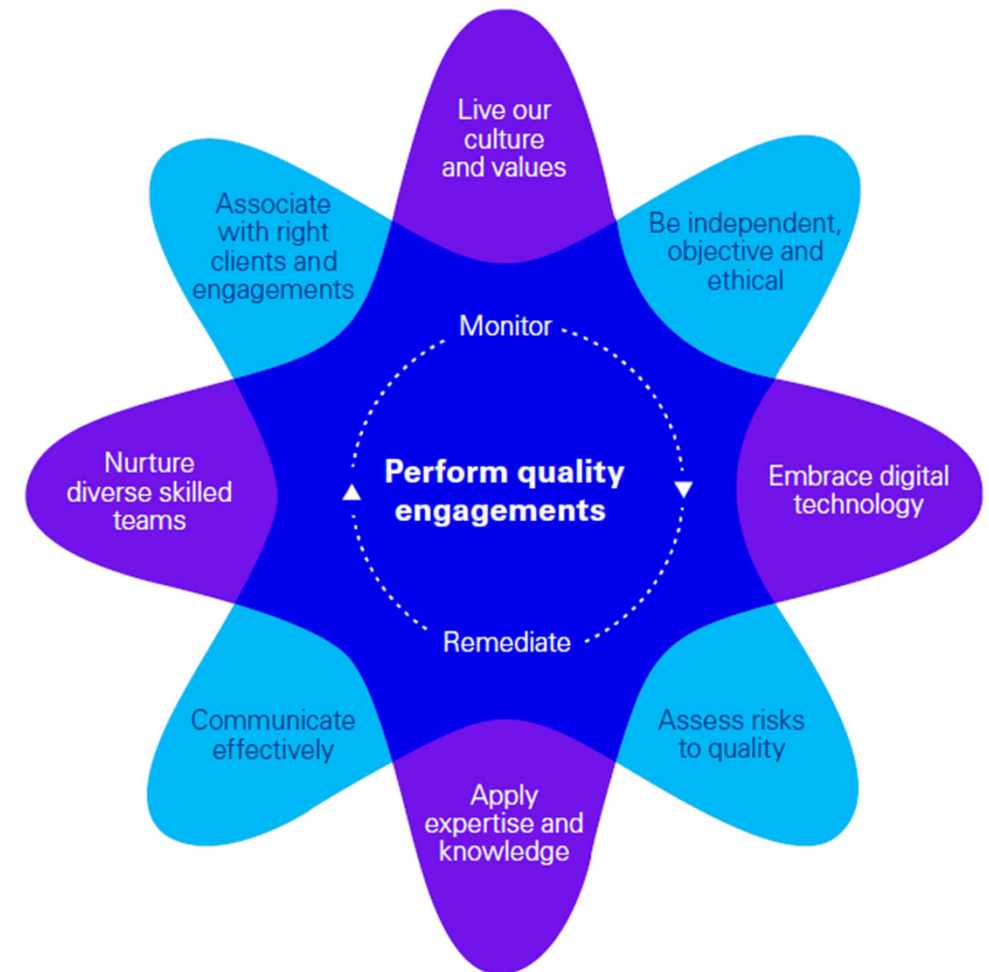 Live our
culture
and values
Be independent,
objective and
ethical
Embrace digital
technology
Assess risks
to quality
Apply
expertise and
knowledge
Communicate
effectively
Nurture
diverse skilled
teams
Associate
with right
clients and
engagements
Monitor
Perform quality
engagements
Remediate